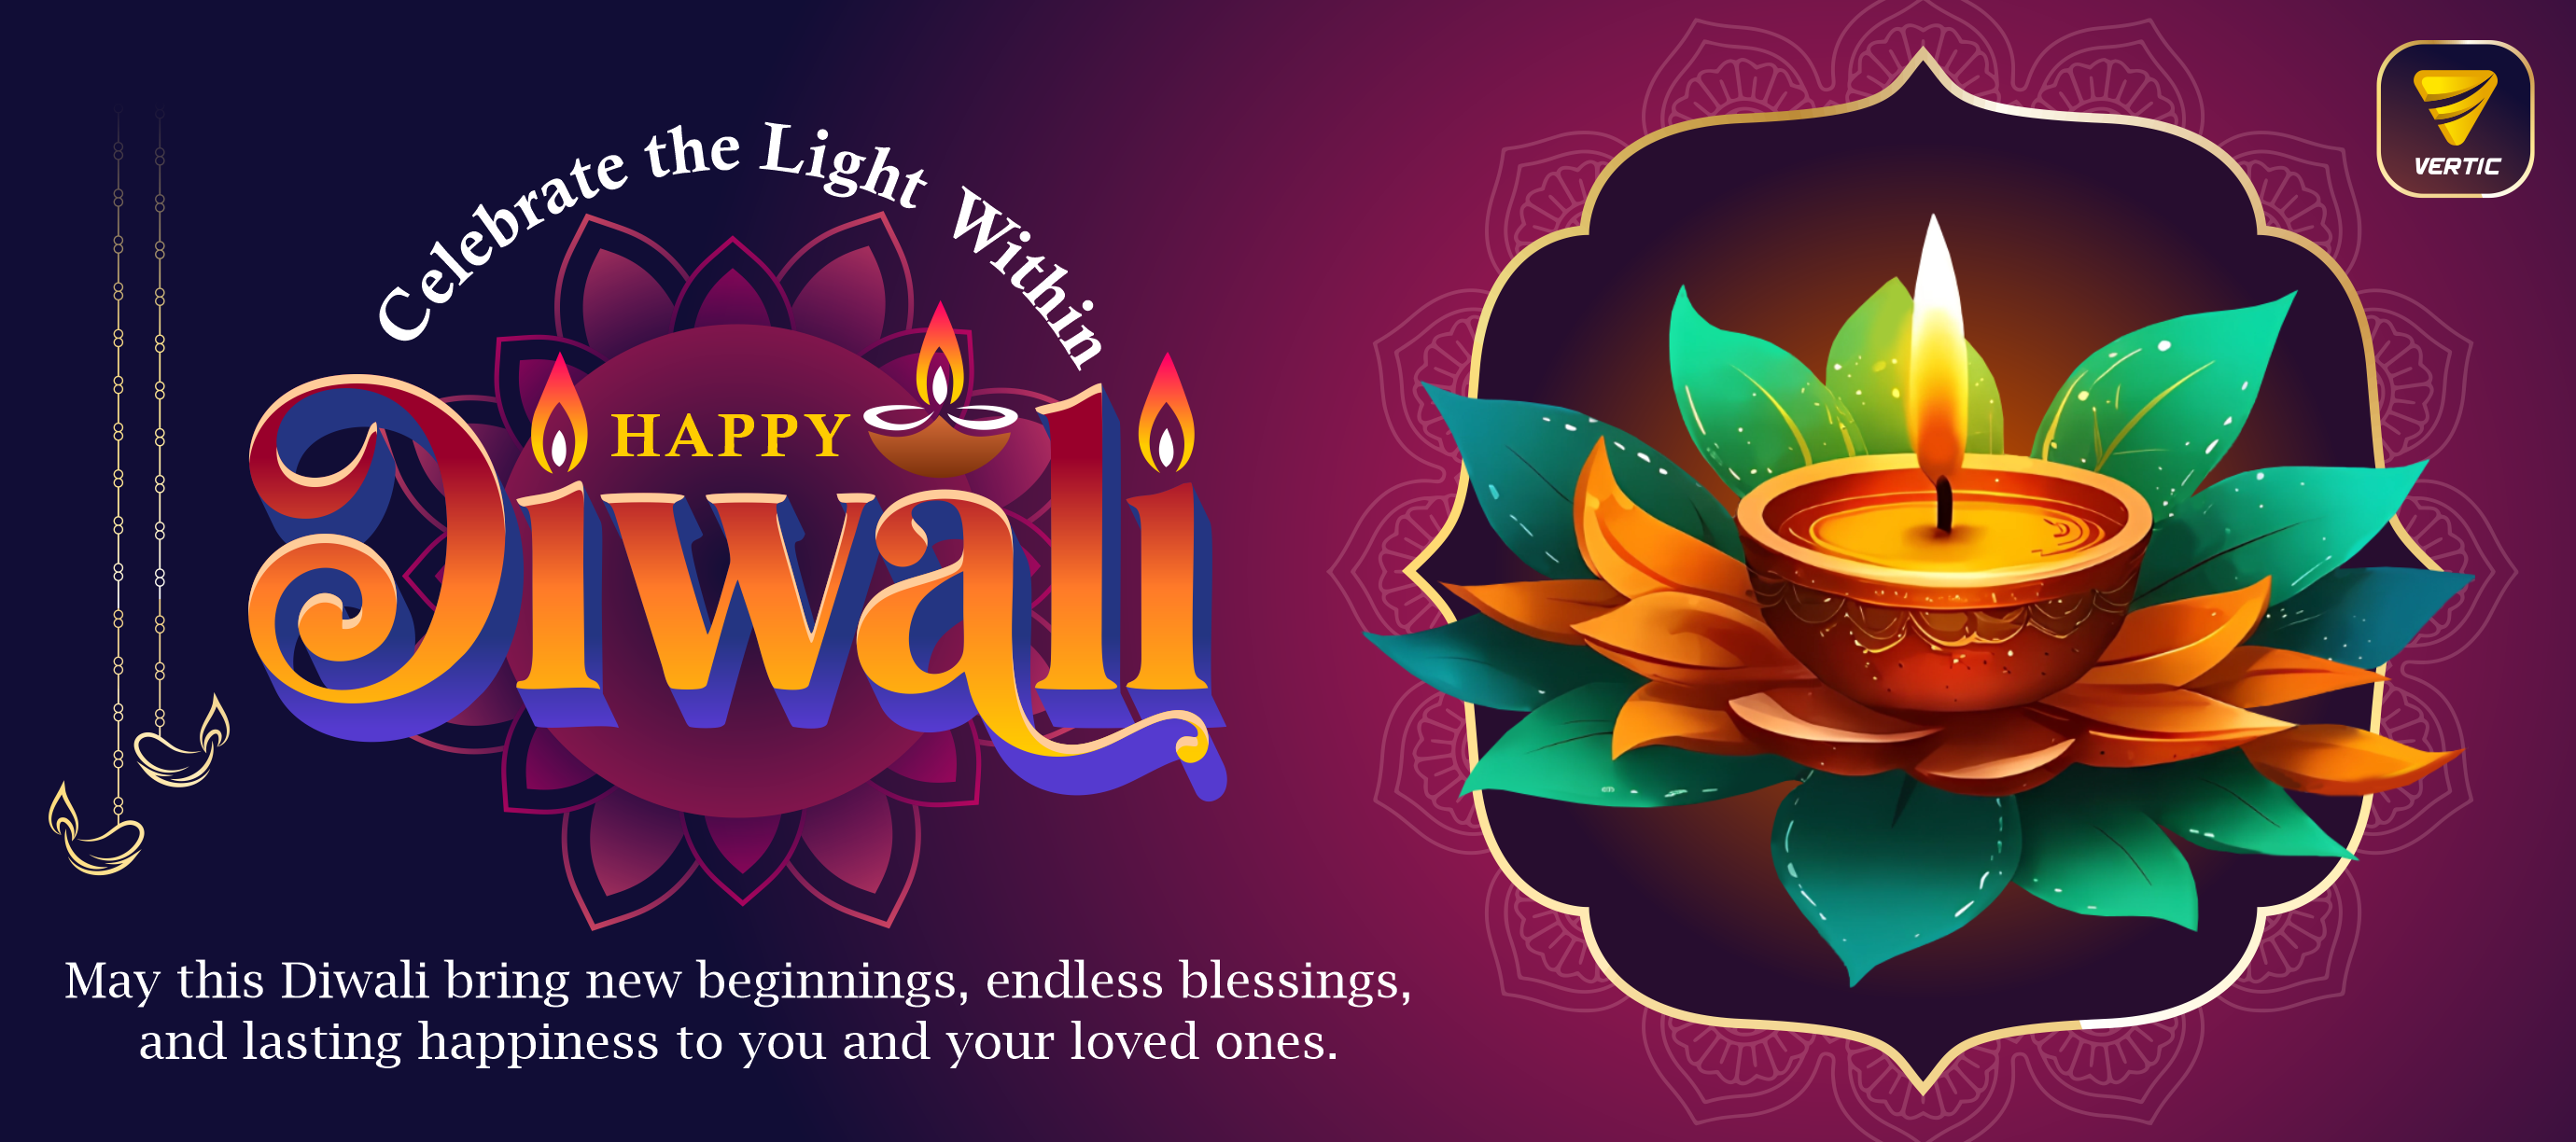 Celebrate the Light Within
HAPPY
Diwali
May this Diwali bring new beginnings, endless blessings,
and lasting happiness to you and your loved ones.
VERTIC